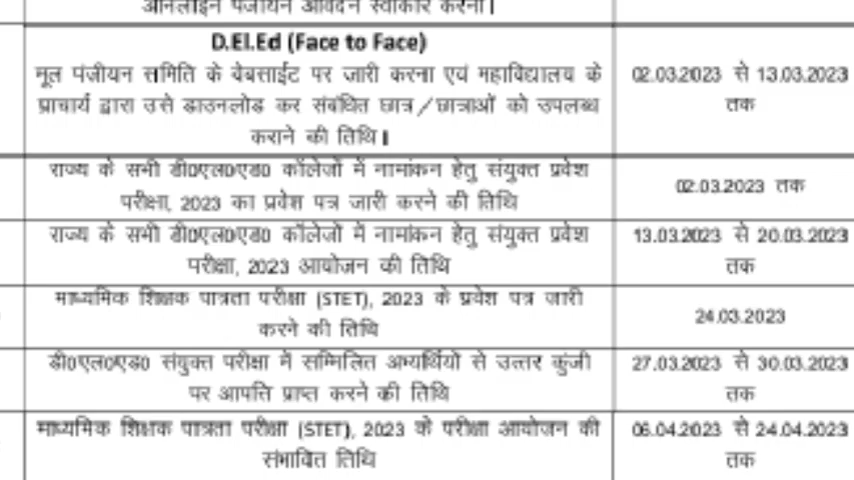 ऑनलाईन पंजीयन आवेदन स्वीकार करना।
D.El.Ed (Face to Face)
मूल पंजीयन समिति के वेबसाईट पर जारी करना एवं महाविद्यालय के
प्राचार्य द्वारा उसे डाउनलोड कर संबंधित छात्र/छात्राओं को उपलब्ध
कराने की तिथि।
02.03.2023 से 13.03.2023
तक
राज्य के सभी डी0एल0एड0 कॉलेजों में नामांकन हेतु संयुक्त प्रवेश
परीक्षा, 2023 का प्रवेश पत्र जारी करने की तिथि
02.03.2023 तक
राज्य के सभी डी0एल0एड0 कॉलेजों में नामांकन हेतु संयुक्त प्रवेश
परीक्षा, 2023 आयोजन की तिथि
13.03.2023 से 20.03.2023
तक
माध्यमिक शिक्षक पात्रता परीक्षा (STET), 2023 के प्रवेश पत्र जारी
करने की तिथि
24.03.2023
डी0एल0एड0 संयुक्त परीक्षा में सम्मिलित अभ्यर्थियों से उत्तर कुंजी
पर आपत्ति प्राप्त करने की तिथि
27.03.2023 से 30.03.2023
तक
माध्यमिक शिक्षक पात्रता परीक्षा (STET), 2023 के परीक्षा आयोजन की
संभावित तिथि
06.04.2023 से 24.04.2023
तक